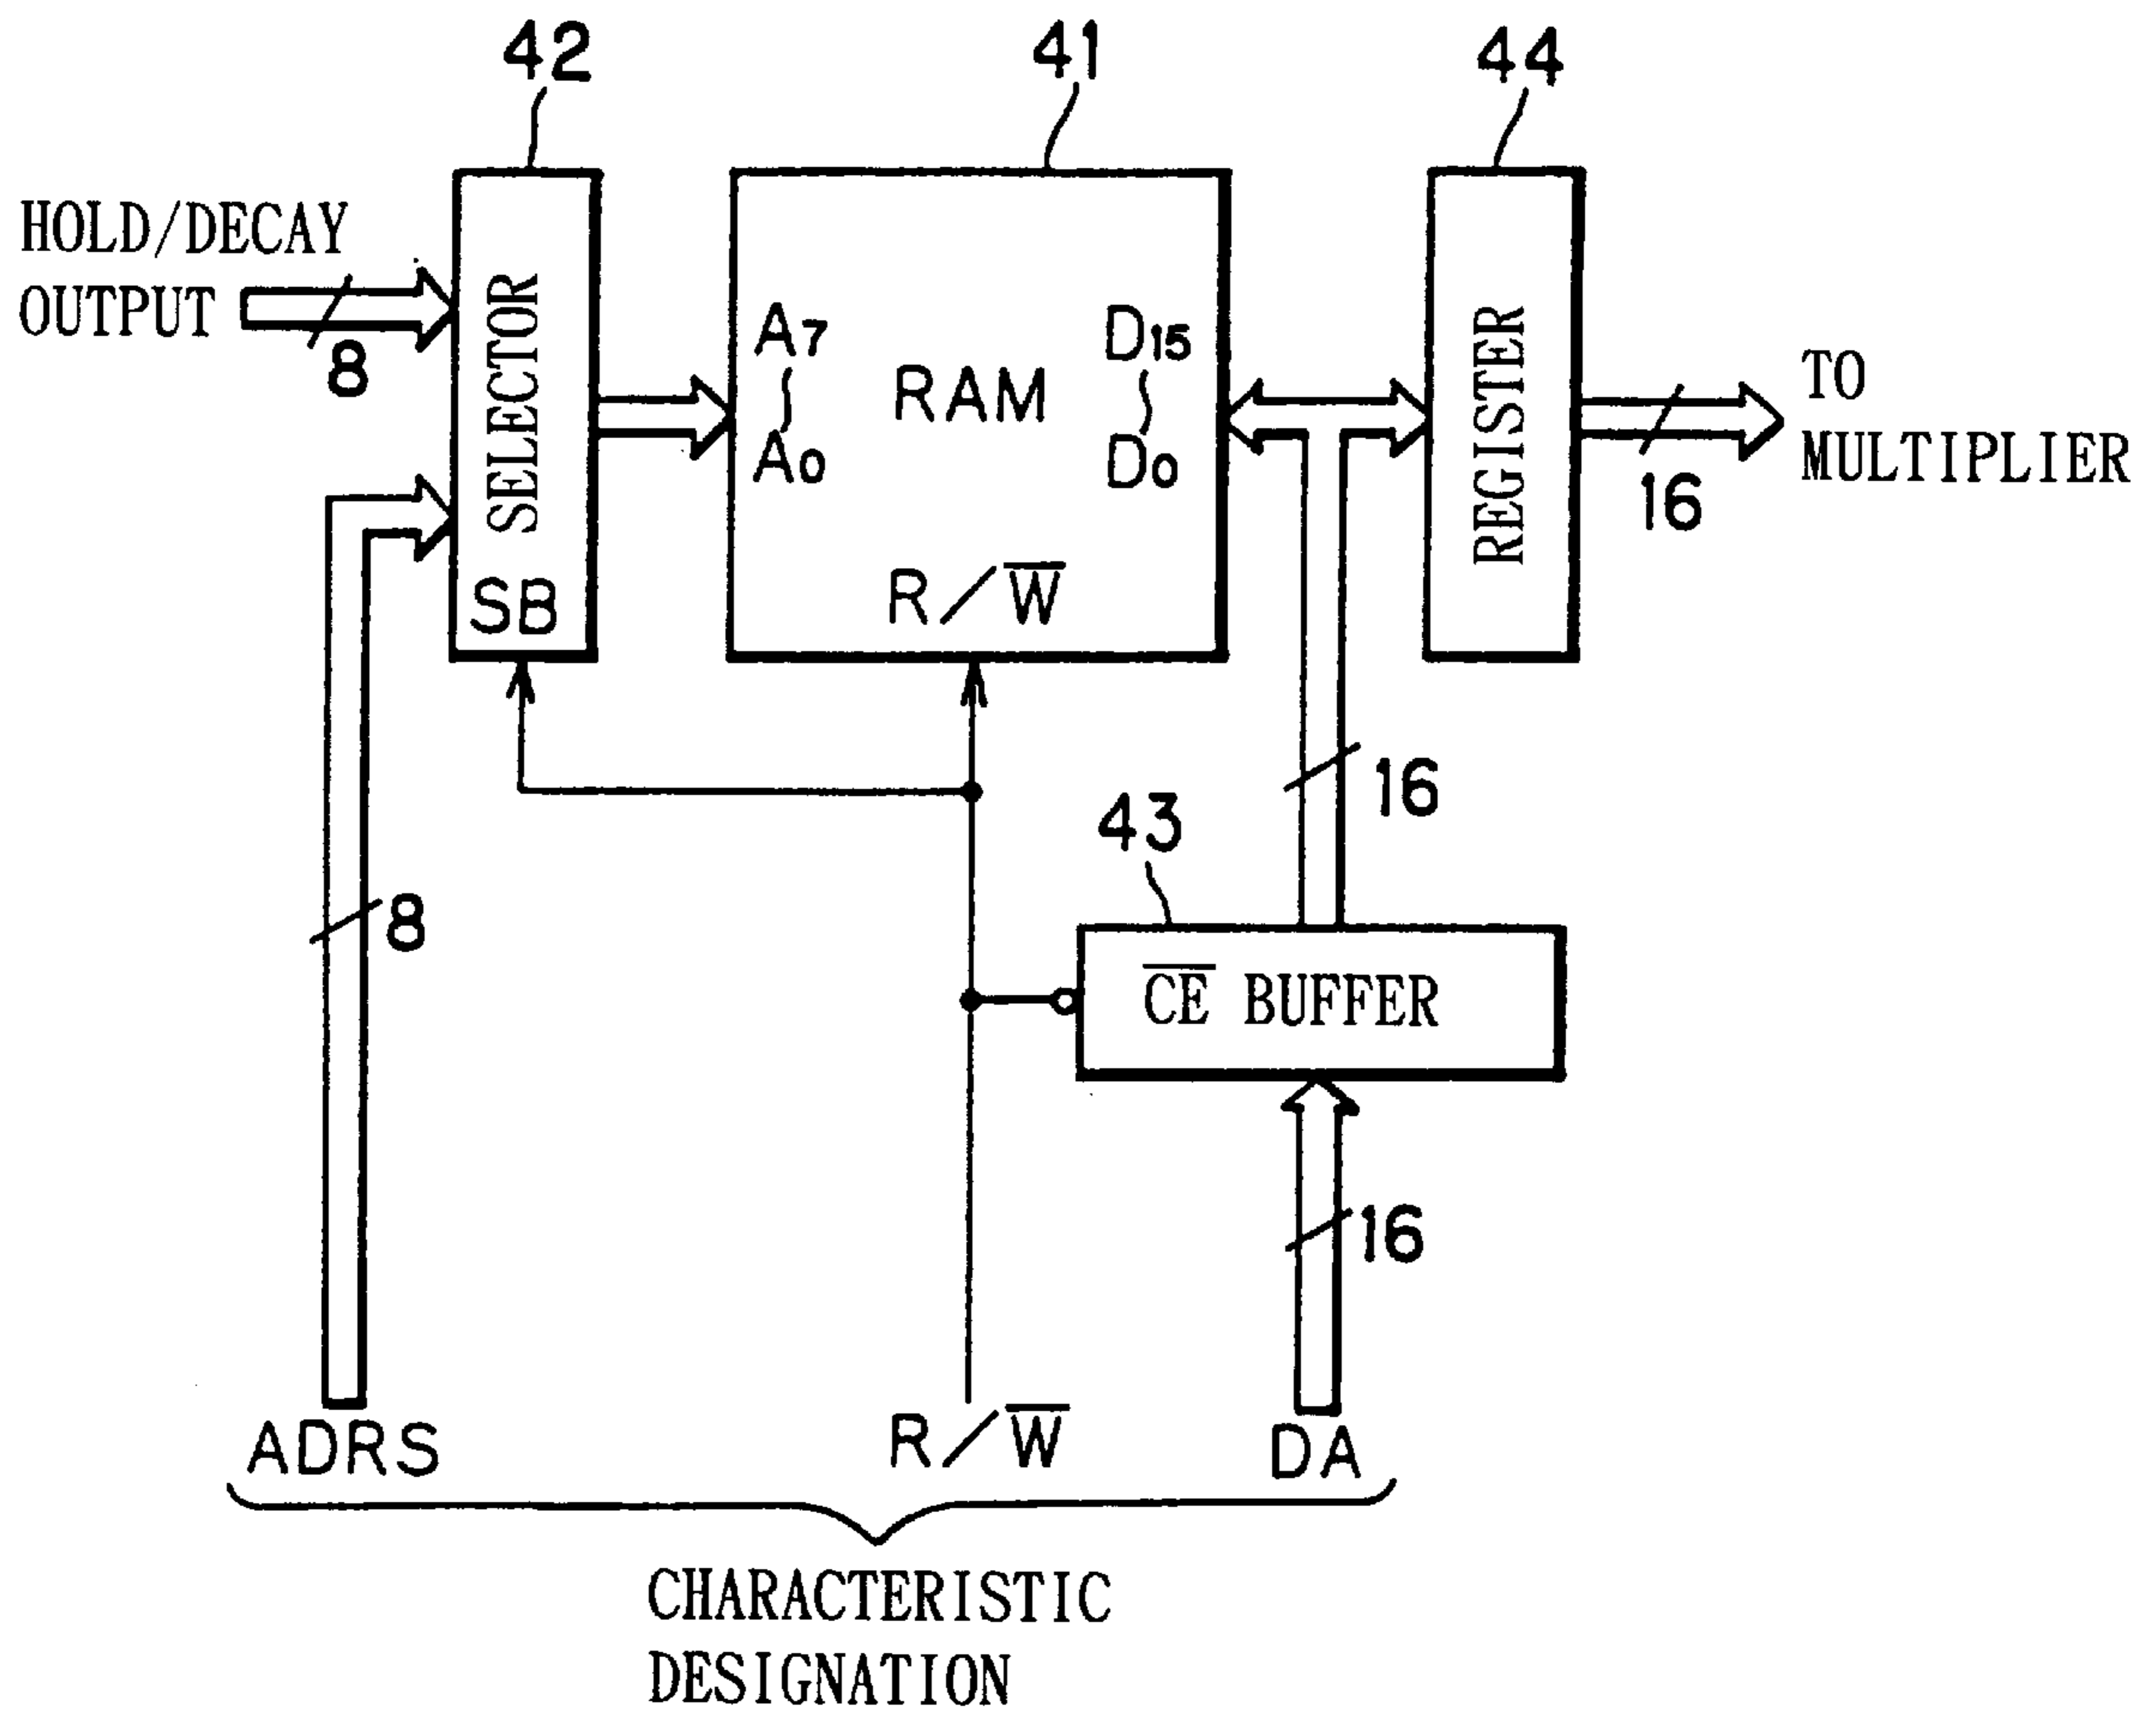 42
41
44
HOLD/DECAY
OUTPUT
8
SELECTOR
SB
A7
A0
RAM
D15
D0
R/W̅
REGISTER
16
TO
MULTIPLIER
16
43
8
C̅E̅ BUFFER
16
ADRS
R/W̅
DA
CHARACTERISTIC
DESIGNATION